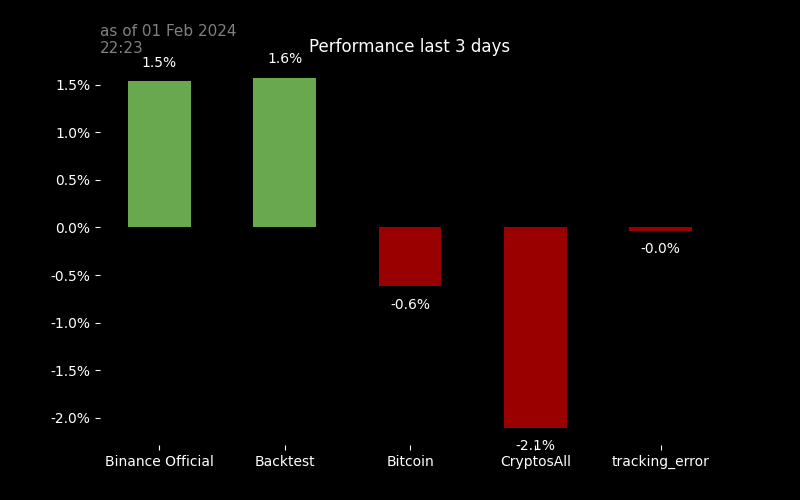 as of 01 Feb 2024
22:23
Performance last 3 days
1.5%
1.6%
1.5%
1.0%
0.5%
0.0%
-0.5%
-1.0%
-1.5%
-2.0%
-0.6%
-2.1%
-0.0%
Binance Official
Backtest
Bitcoin
CryptosAll
tracking_error